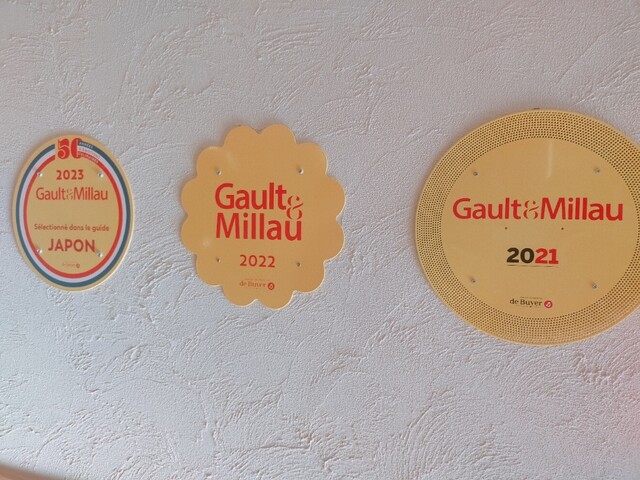 50
2023
Gault&Millau
Sélectionné dans le guide
JAPON
Gault&
Millau
2022
de Buyer
Gault&Millau
2021
de Buyer